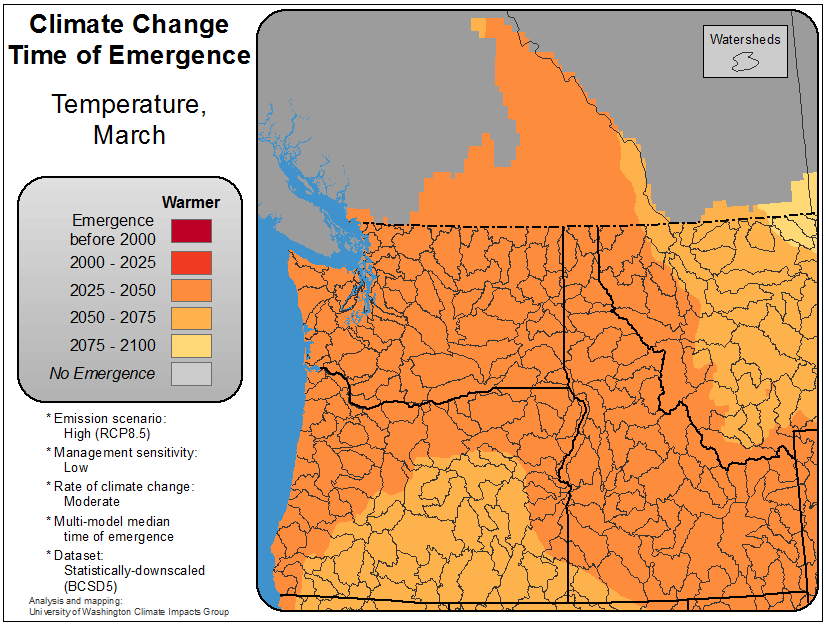 Climate Change
Time of Emergence
Temperature,
March
Warmer
Emergence
before 2000
2000 - 2025
2025 - 2050
2050 - 2075
2075 - 2100
No Emergence
* Emission scenario:
High (RCP8.5)
* Management sensitivity:
Low
* Rate of climate change:
Moderate
* Multi-model median
time of emergence
* Dataset:
Statistically-downscaled
(BCSD5)
Analysis and mapping:
University of Washington Climate Impacts Group
Watersheds